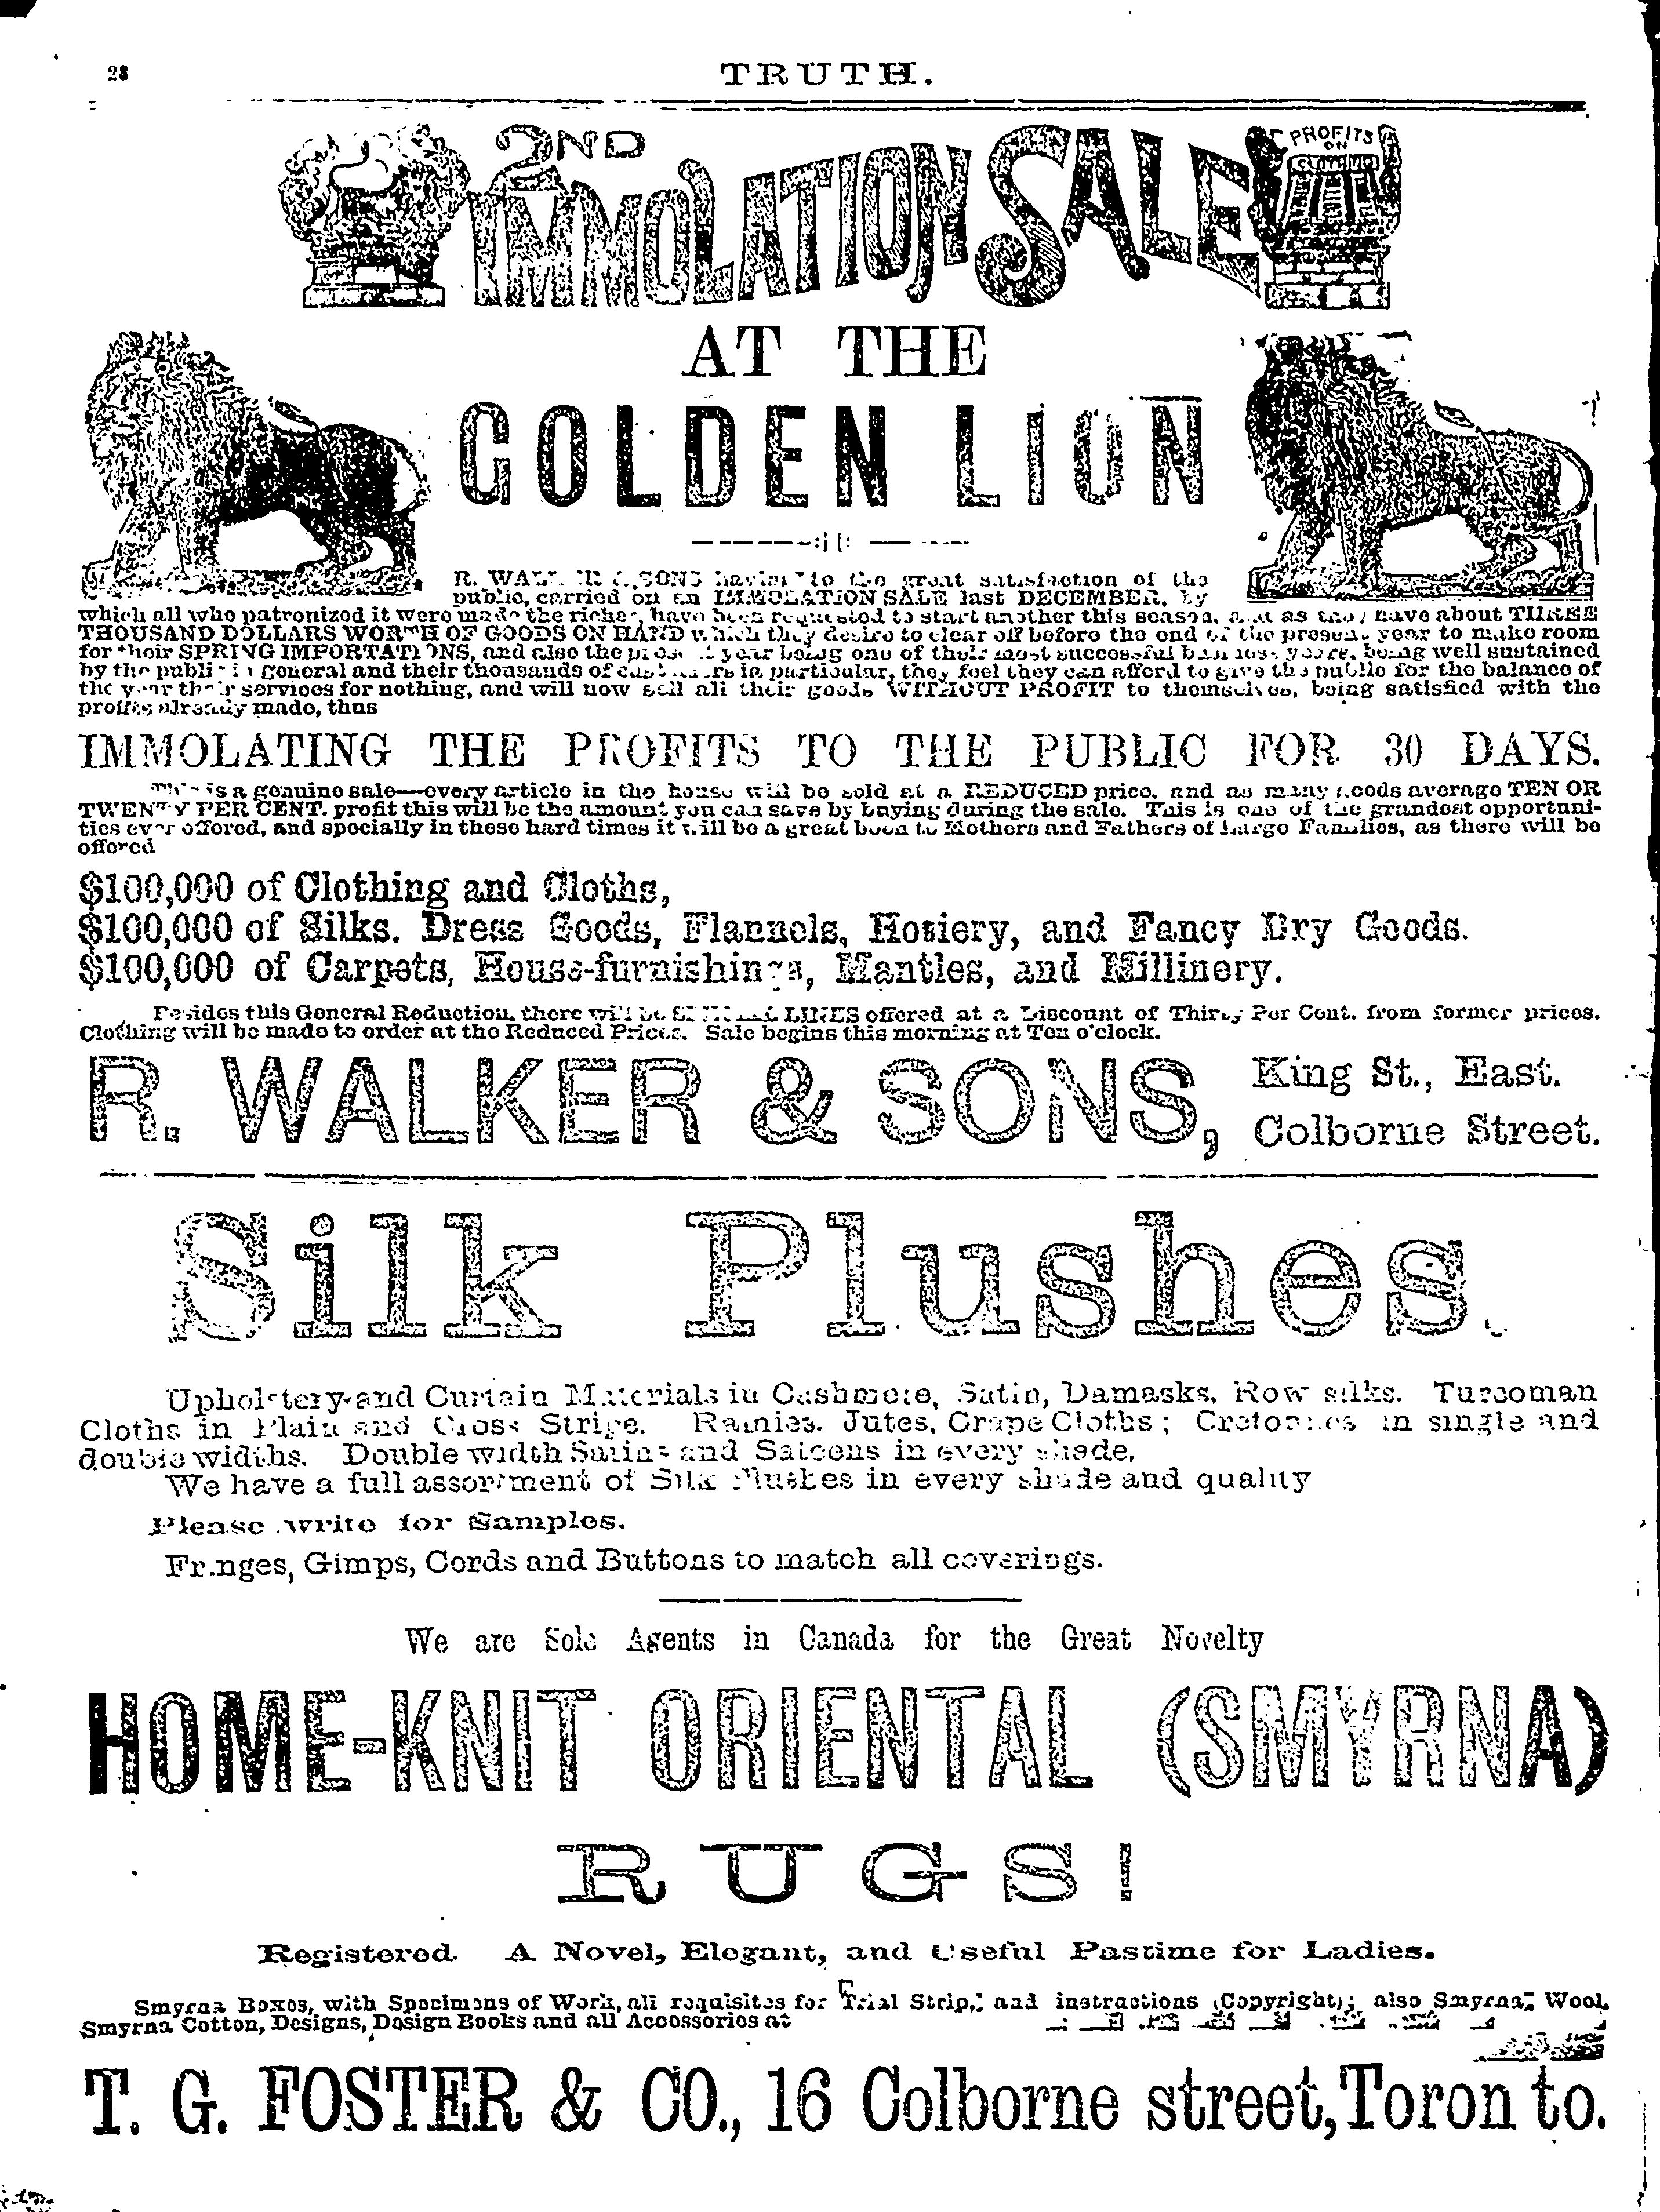 28
TRUTH.
2ND IMMOLATION SALE
PROFITS
ON
CLOTHING
AT THE
GOLDEN LION
R. WALKER & SONS having to the great satisfaction of the
public, carried on an IMMOLATION SALE last DECEMBER, by
which all who patronized it were made the richer, have been requested to start another this season, and as they have about THREE
THOUSAND DOLLARS WORTH OF GOODS ON HAND which they desire to clear off before the end of the present year to make room
for their SPRING IMPORTATIONS, and also the present year being one of their most successful business years, being well sustained
by the public in general and their thousands of customers in particular, they feel they can afford to give the public for the balance of
the year their services for nothing, and will now sell all their goods WITHOUT PROFIT to themselves, being satisfied with the
profits already made, thus
IMMOLATING THE PROFITS TO THE PUBLIC FOR 30 DAYS.
This is a genuine sale—every article in the house will be sold at a REDUCED price, and as many goods average TEN OR
TWENTY PER CENT. profit this will be the amount you can save by buying during the sale. This is one of the grandest opportuni-
ties ever offered, and specially in these hard times it will be a great boon to Mothers and Fathers of Large Families, as there will be
offered
$100,000 of Clothing and Cloths,
$100,000 of Silks. Dress Goods, Flannels, Hosiery, and Fancy Dry Goods.
$100,000 of Carpets, House-furnishings, Mantles, and Millinery.
Besides this General Reduction, there will be SPECIAL LINES offered at a Discount of Thirty Per Cent. from former prices.
Clothing will be made to order at the Reduced Prices. Sale begins this morning at Ten o'clock.
R. WALKER & SONS, King St., East.
Colborne Street.
Silk Plushes.
Upholstery and Curtain Materials in Cashmere, Satin, Damasks, Row silks. Turcoman
Cloths in Plain and Cross Stripe. Ramies. Jutes, Crape Cloths; Cretonnes in single and
double widths. Double width Satins and Sateens in every shade,
We have a full assortment of Silk Plushes in every shade and quality
Please write for Samples.
Fringes, Gimps, Cords and Buttons to match all coverings.
We are Sole Agents in Canada for the Great Novelty
HOME-KNIT ORIENTAL (SMYRNA)
RUGS!
Registered. A Novel, Elegant, and Useful Pastime for Ladies.
Smyrna Boxes, with Specimens of Work, all requisites for Trial Strip, and instructions (Copyright); also Smyrna Wool,
Smyrna Cotton, Designs, Design Books and all Accessories at
T. G. FOSTER & CO., 16 Colborne street, Toronto.